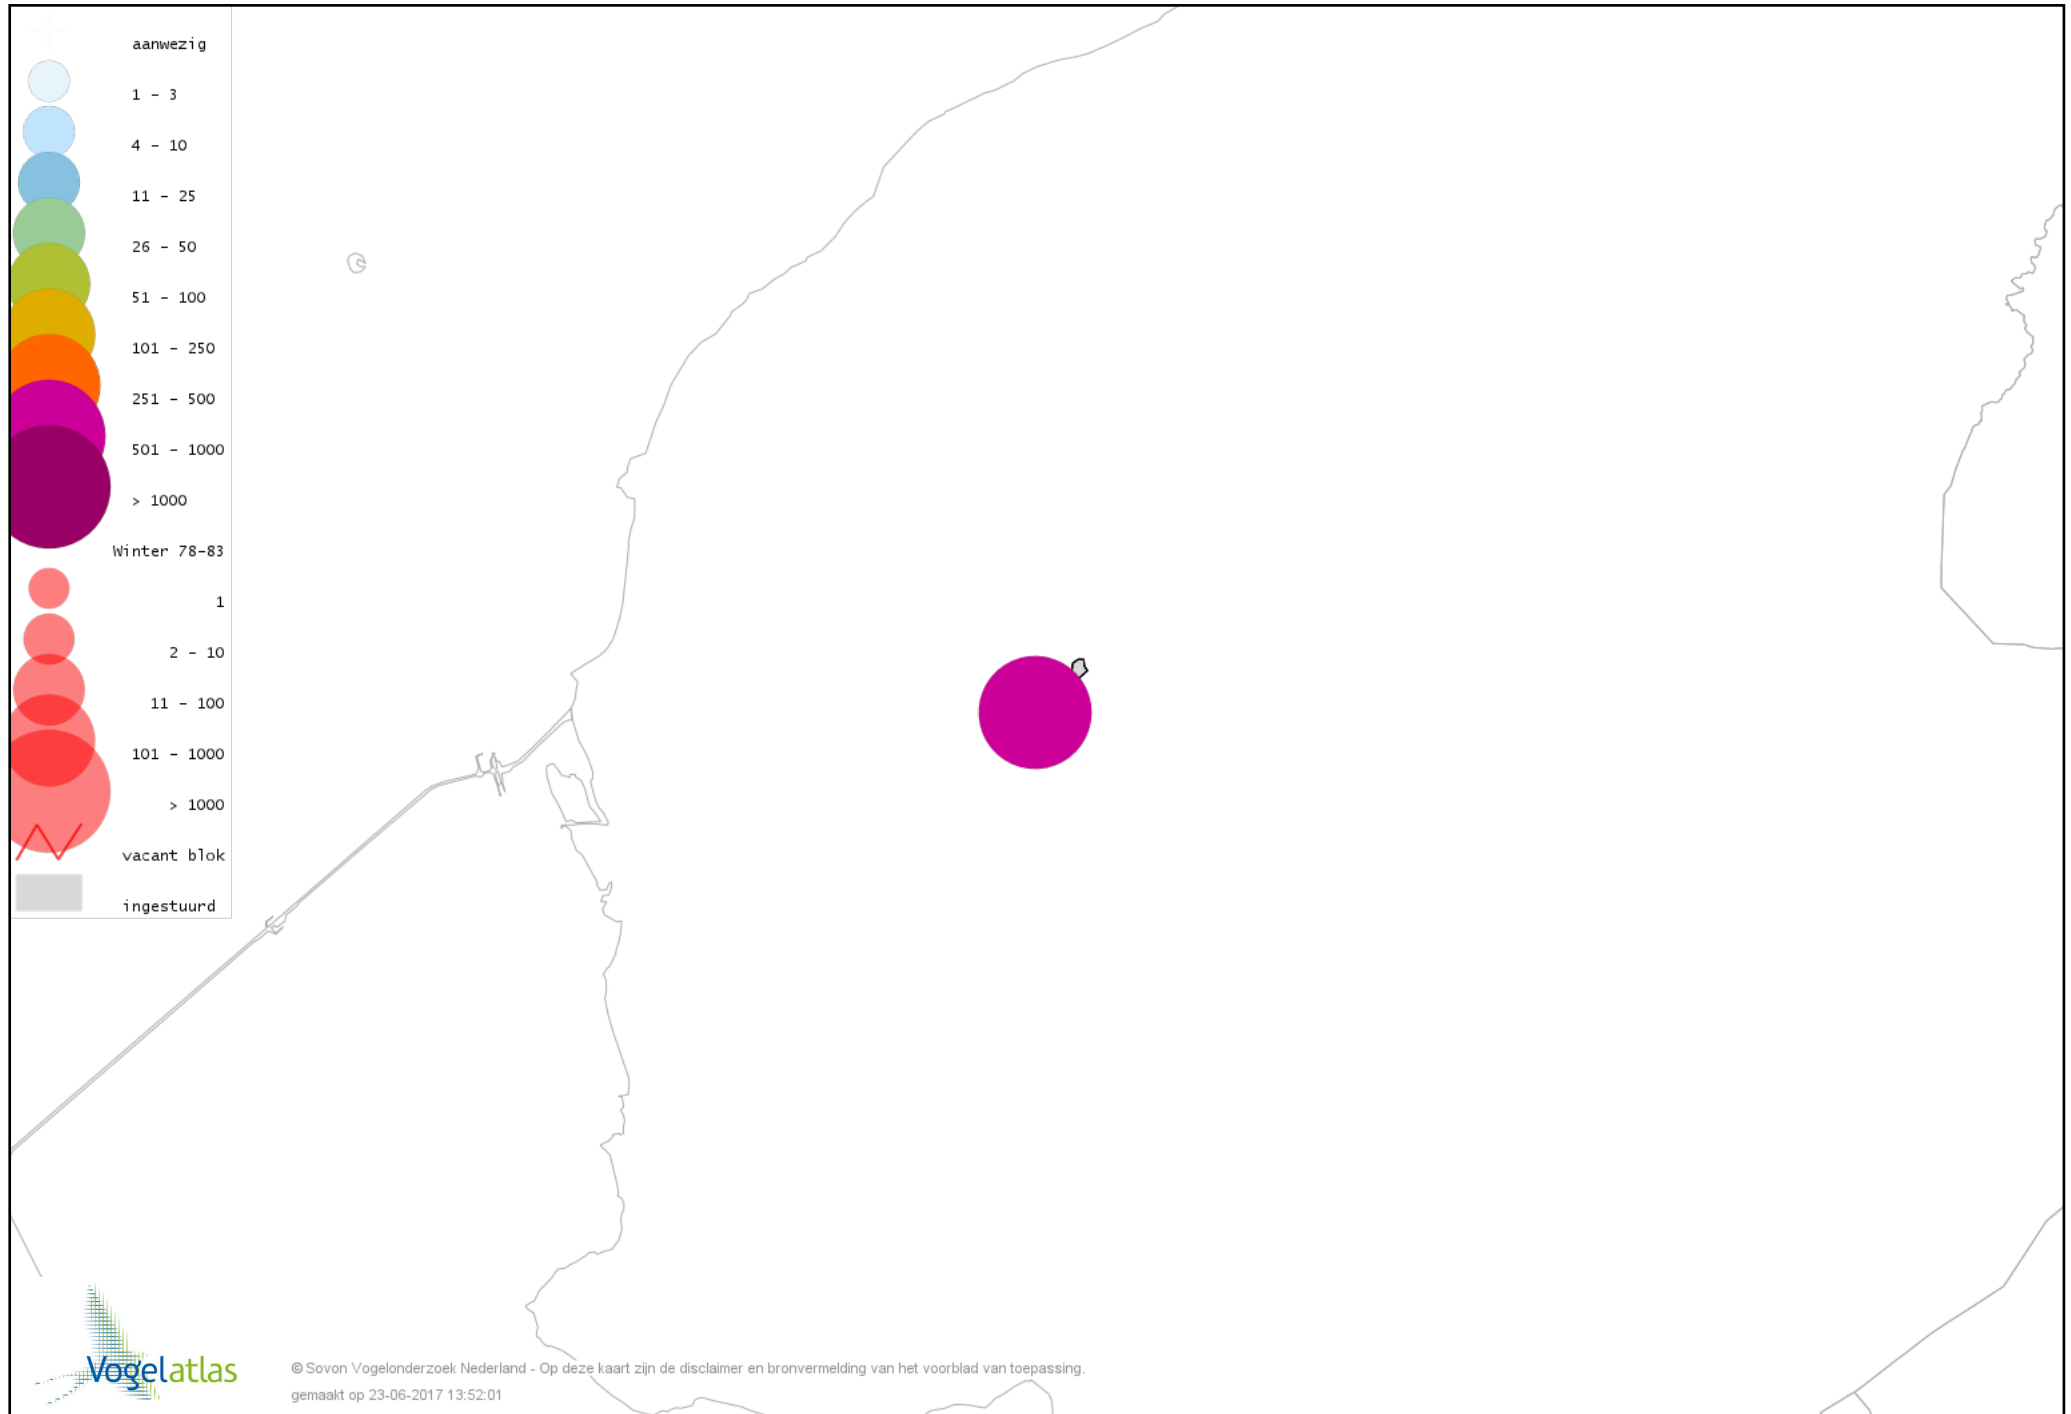 aanwezig
1 - 3
4 - 10
11 - 25
26 - 50
51 - 100
101 - 250
251 - 500
501 - 1000
> 1000
Winter 78-83
1
2 - 10
11 - 100
101 - 1000
> 1000
vacant blok
ingestuurd
Vogelatlas
© Sovon Vogelonderzoek Nederland - Op deze kaart zijn de disclaimer en bronvermelding van het voorblad van toepassing.
gemaakt op 23-06-2017 13:52:01